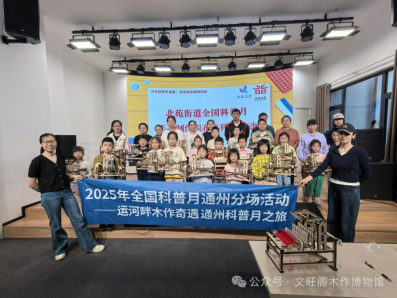 北苑街道全国科普月
2025年全国科普月通州分场活动
——运河畔木作奇遇 通州科普月之旅
公众号·文旺阁木作博物馆